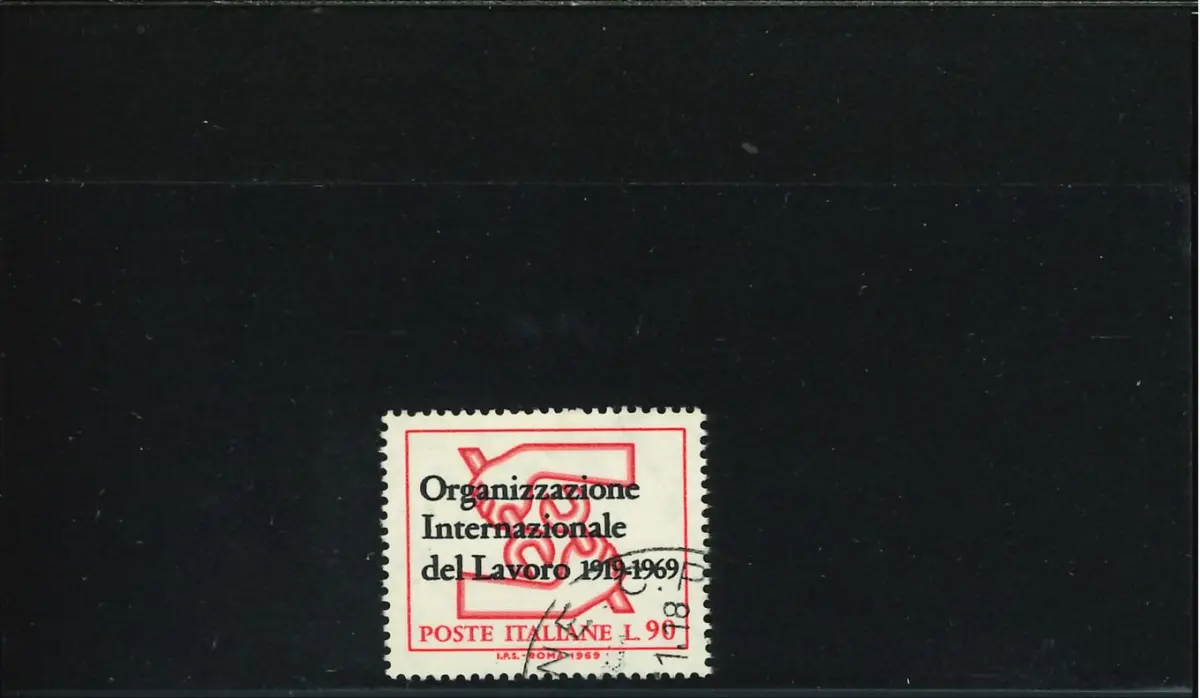 Organizzazione
Internazionale
del Lavoro 1919-1969
POSTE ITALIANE L. 90
I.P.S. - ROMA 1969